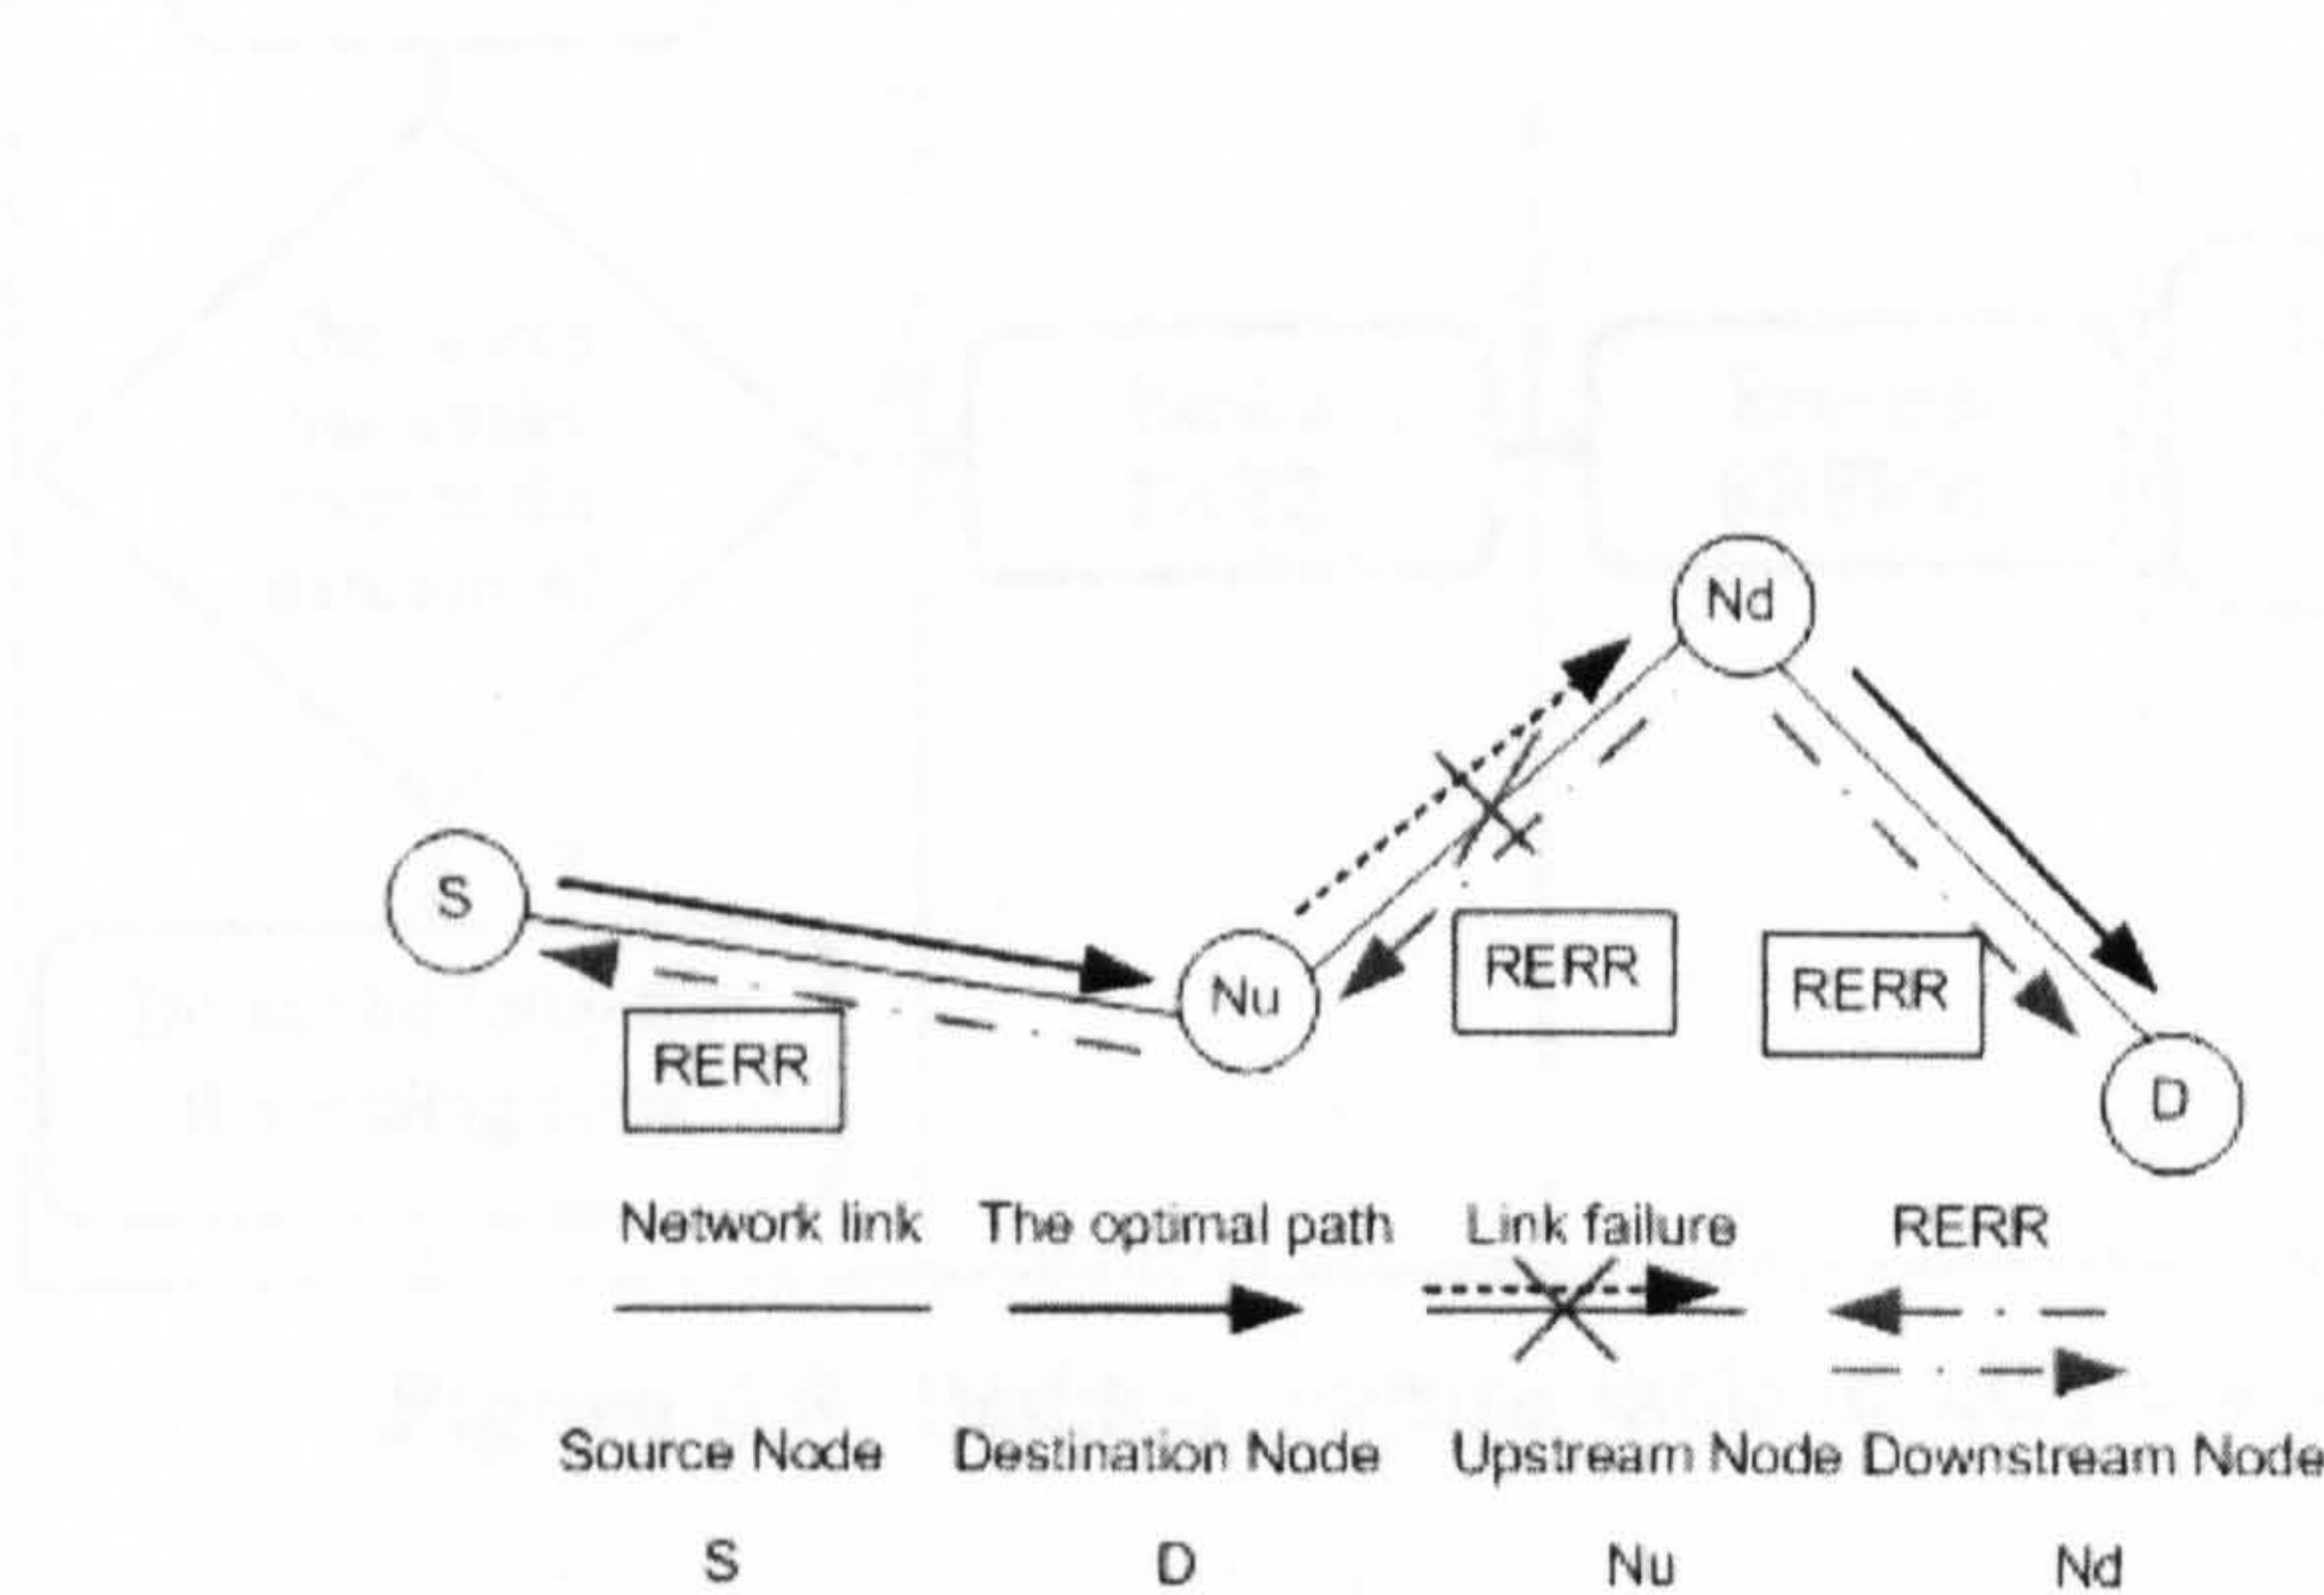 Nd
S
Nu
RERR
RERR
RERR
D
Network link The optimal path Link failure RERR
Source Node Destination Node Upstream Node Downstream Node
S D Nu Nd